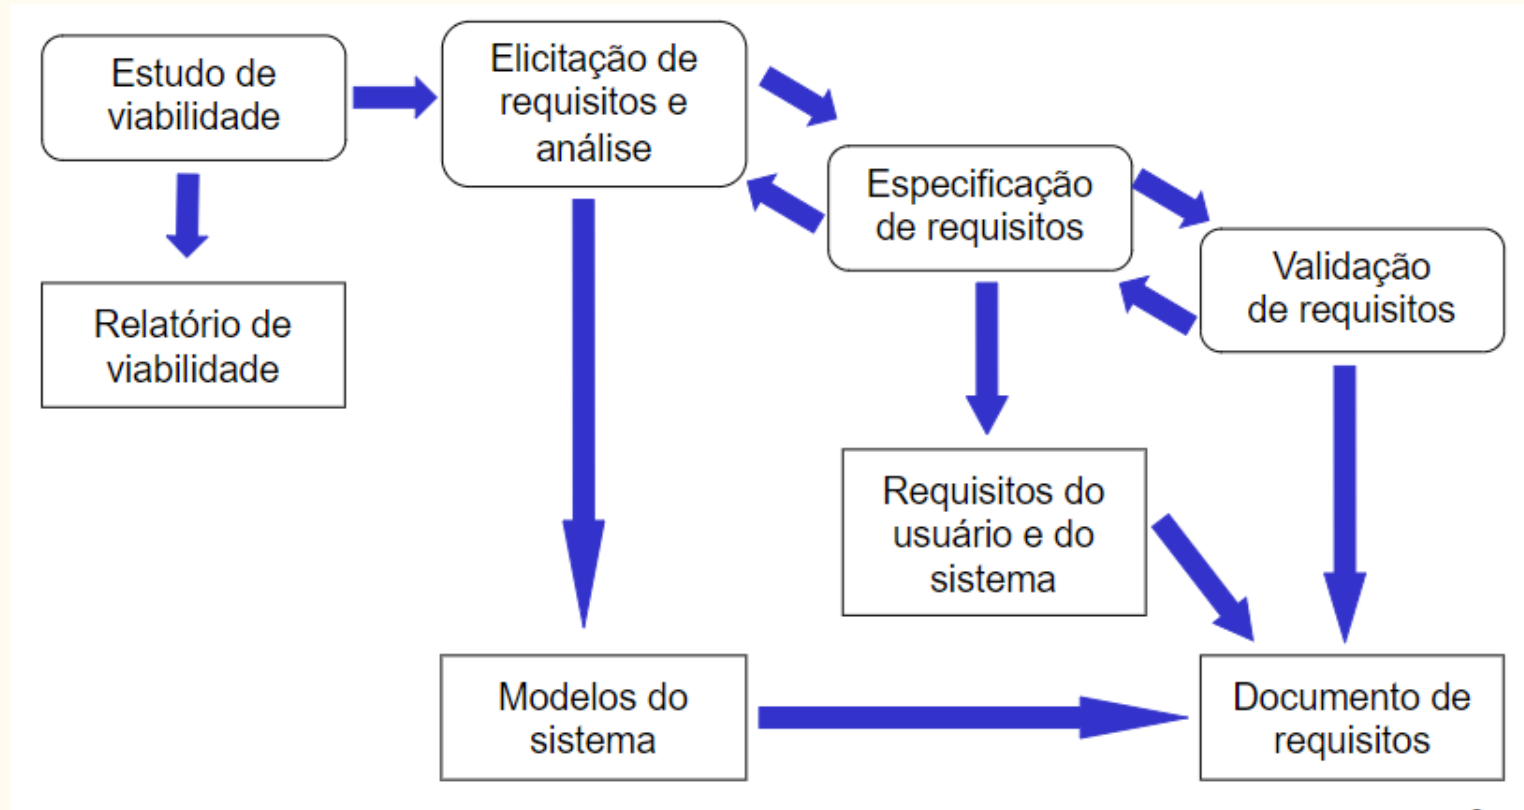 Estudo de
viabilidade
Elicitação de
requisitos e
análise
Especificação
de requisitos
Validação
de requisitos
Relatório de
viabilidade
Requisitos do
usuário e do
sistema
Modelos do
sistema
Documento de
requisitos